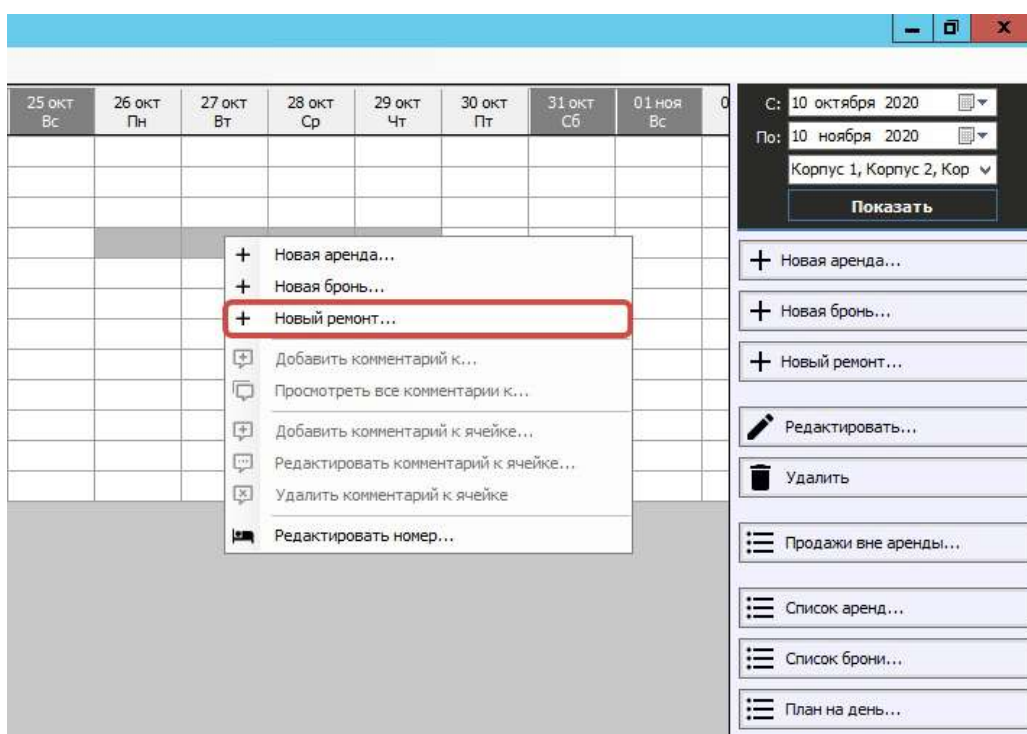 25 окт 26 окт 27 окт 28 окт 29 окт 30 окт 31 окт 01 ноя 0
Вс Пн Вт Ср Чт Пт Сб Вс
С: 10 октября 2020
По: 10 ноября 2020
Корпус 1, Корпус 2, Кор
Показать
Новая аренда...
Новая бронь...
Новый ремонт...
Добавить комментарий к...
Просмотреть все комментарии к...
Добавить комментарий к ячейке...
Редактировать комментарий к ячейке...
Удалить комментарий к ячейке
Редактировать номер...
Новая аренда...
Новая бронь...
Новый ремонт...
Редактировать...
Удалить
Продажи вне аренды...
Список аренд...
Список брони...
План на день...